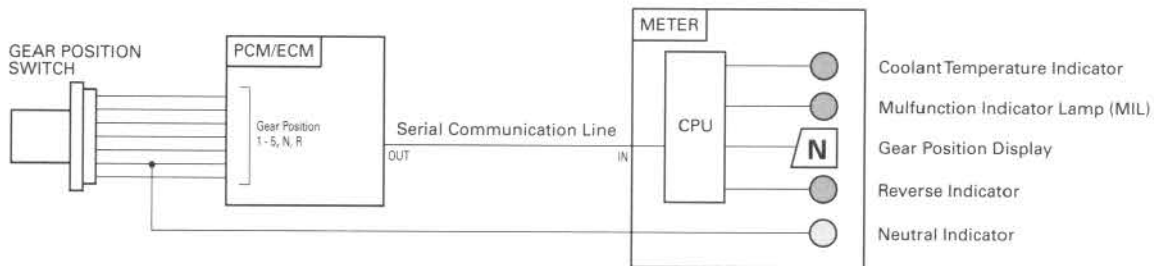 GEAR POSITION
SWITCH
PCM/ECM
Gear Position
1 - 5, N, R
OUT
Serial Communication Line
IN
METER
CPU
N
Coolant Temperature Indicator
Mulfunction Indicator Lamp (MIL)
Gear Position Display
Reverse Indicator
Neutral Indicator